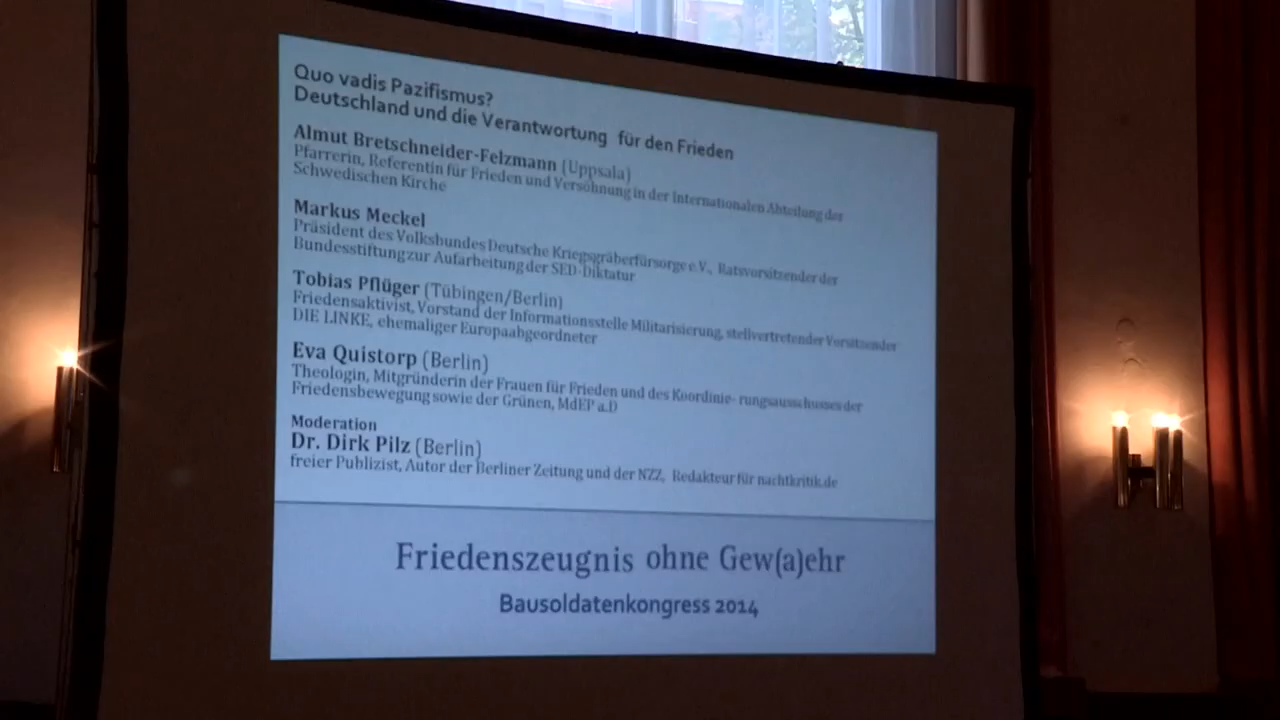 Quo vadis Pazifismus?
Deutschland und die Verantwortung für den Frieden
Almut Bretschneider-Felzmann (Uppsala)
Pfarrerin, Referentin für Frieden und Versöhnung in der Internationalen Abteilung der
Schwedischen Kirche
Markus Meckel
Präsident des Volksbundes Deutsche Kriegsgräberfürsorge e.V., Ratsvorsitzender der
Bundesstiftung zur Aufarbeitung der SED-Diktatur
Tobias Pflüger (Tübingen/Berlin)
Friedensaktivist, Vorstand der Informationsstelle Militarisierung, stellvertretender Vorsitzender
DIE LINKE, ehemaliger Europaabgeordneter
Eva Quistorp (Berlin)
Theologin, Mitgründerin der Frauen für Frieden und des Koordinie- rungsausschusses der
Friedensbewegung sowie der Grünen, MdEP a.D
Moderation
Dr. Dirk Pilz (Berlin)
freier Publizist, Autor der Berliner Zeitung und der NZZ, Redakteur für nachtkritik.de
Friedenszeugnis ohne Gew(a)ehr
Bausoldatenkongress 2014